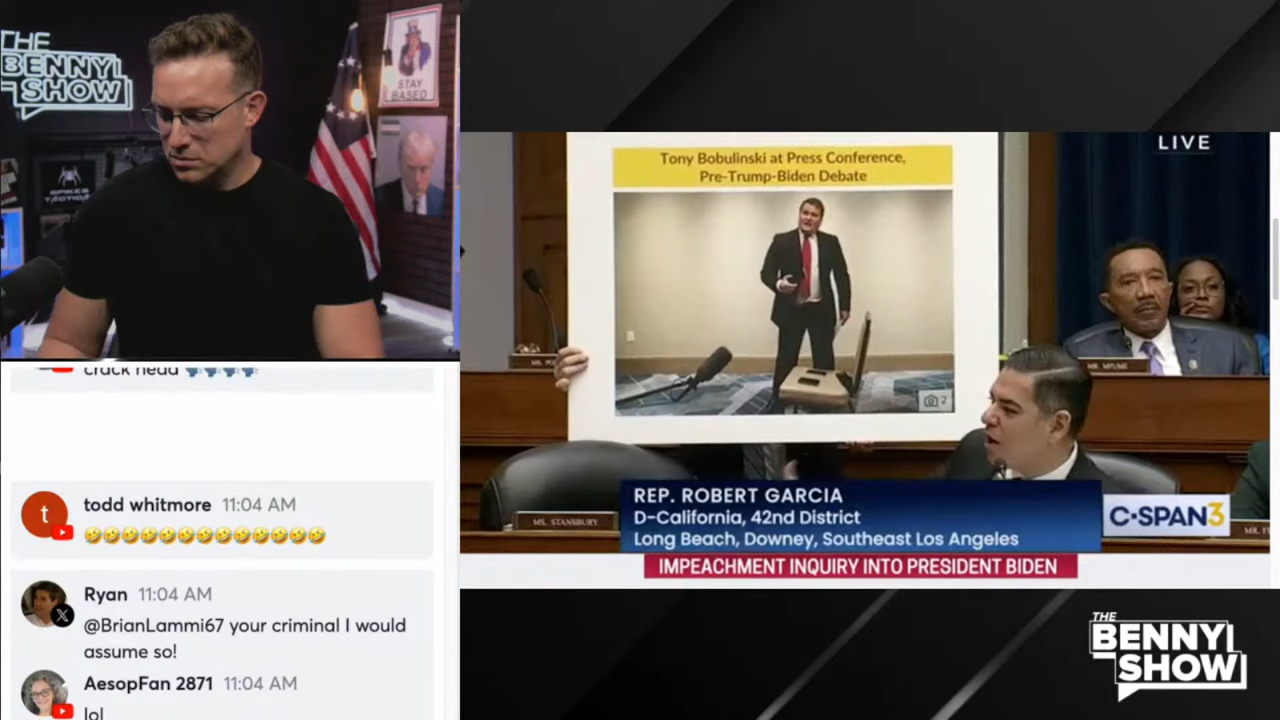 THE
BENNY
SHOW
STAY
BASED
SPIKE'S
TACTICAL
crack head
todd whitmore 11:04 AM
Ryan 11:04 AM
@BrianLammi67 your criminal I would
assume so!
AesopFan 2871 11:04 AM
lol
LIVE
Tony Bobulinski at Press Conference,
Pre-Trump-Biden Debate
2
MR. MFUME
MS. STANSBURY
REP. ROBERT GARCIA
D-California, 42nd District
Long Beach, Downey, Southeast Los Angeles
C-SPAN3
IMPEACHMENT INQUIRY INTO PRESIDENT BIDEN
THE
BENNY
SHOW